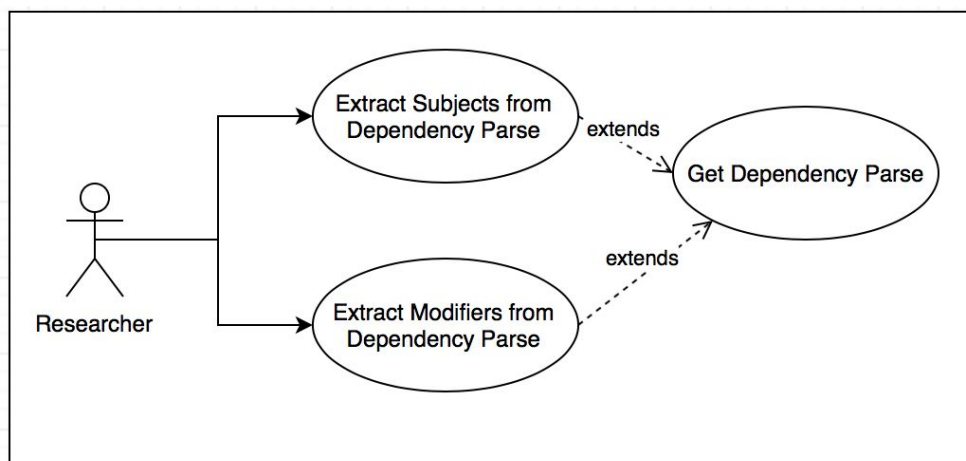 Extract Subjects from
Dependency Parse
extends
Get Dependency Parse
extends
Researcher
Extract Modifiers from
Dependency Parse